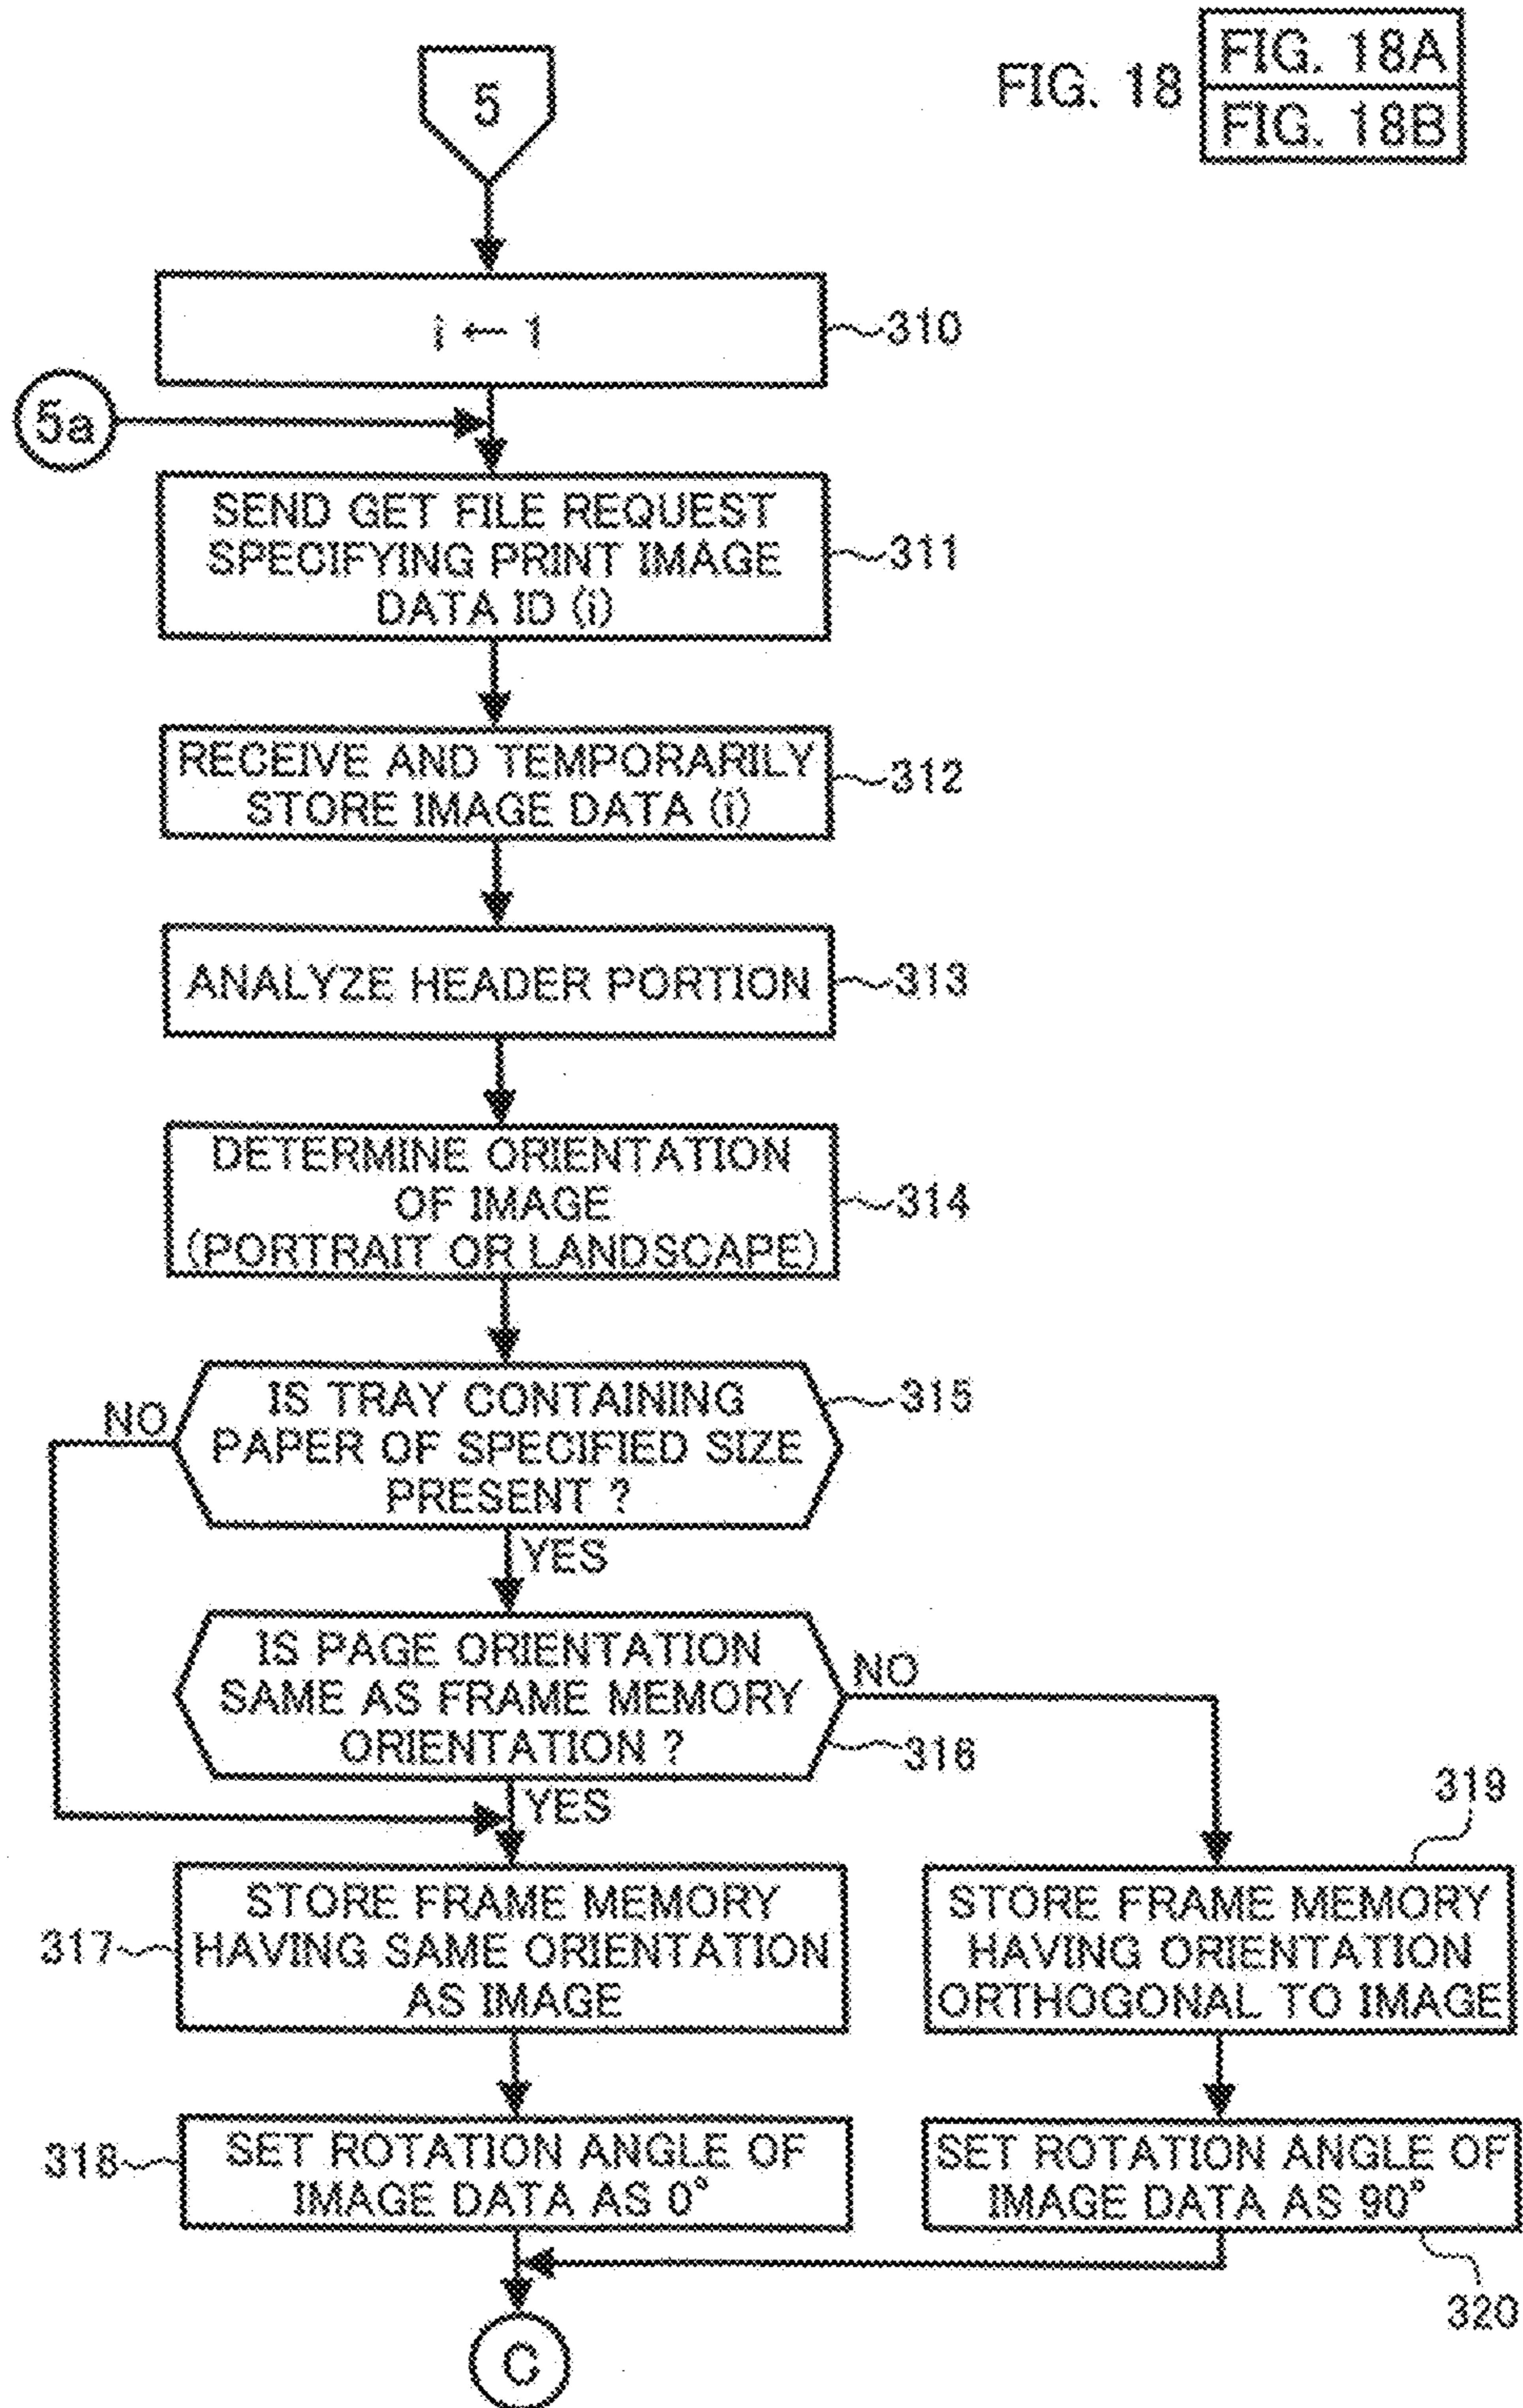 FIG. 18
FIG. 18A
FIG. 18B
5
i ← 1
310
5a
SEND GET FILE REQUEST
SPECIFYING PRINT IMAGE
DATA ID (i)
311
RECEIVE AND TEMPORARILY
STORE IMAGE DATA (i)
312
ANALYZE HEADER PORTION
313
DETERMINE ORIENTATION
OF IMAGE
(PORTRAIT OR LANDSCAPE)
314
IS TRAY CONTAINING
PAPER OF SPECIFIED SIZE
PRESENT ?
315
NO
YES
IS PAGE ORIENTATION
SAME AS FRAME MEMORY
ORIENTATION ?
316
NO
YES
STORE FRAME MEMORY
HAVING SAME ORIENTATION
AS IMAGE
317
319
STORE FRAME MEMORY
HAVING ORIENTATION
ORTHOGONAL TO IMAGE
SET ROTATION ANGLE OF
IMAGE DATA AS 0°
318
SET ROTATION ANGLE OF
IMAGE DATA AS 90°
320
C